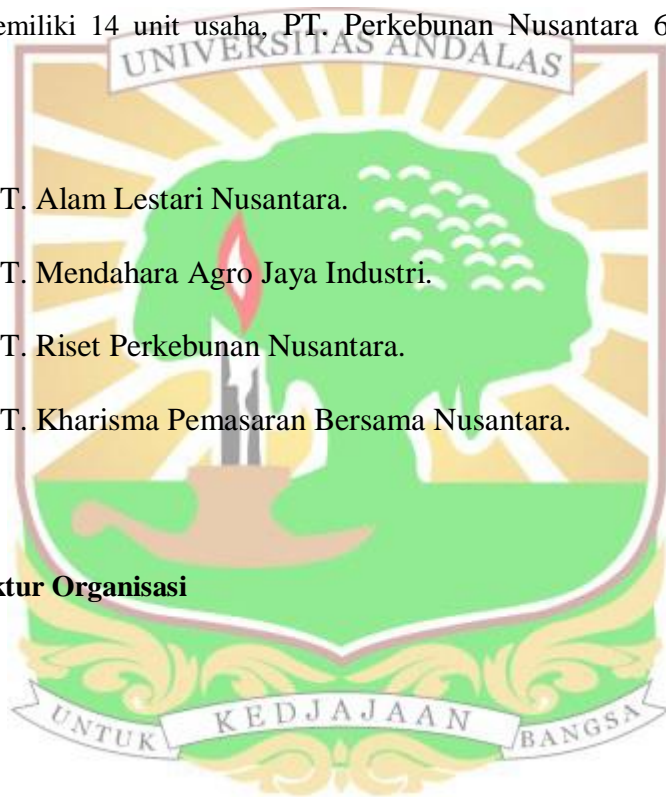 emiliki 14 unit usaha, PT. Perkebunan Nusantara 6
UNIVERSITAS ANDALAS
T. Alam Lestari Nusantara.
T. Mendahara Agro Jaya Industri.
T. Riset Perkebunan Nusantara.
T. Kharisma Pemasaran Bersama Nusantara.
ktur Organisasi
UNTUK KEDJAJAAN BANGSA